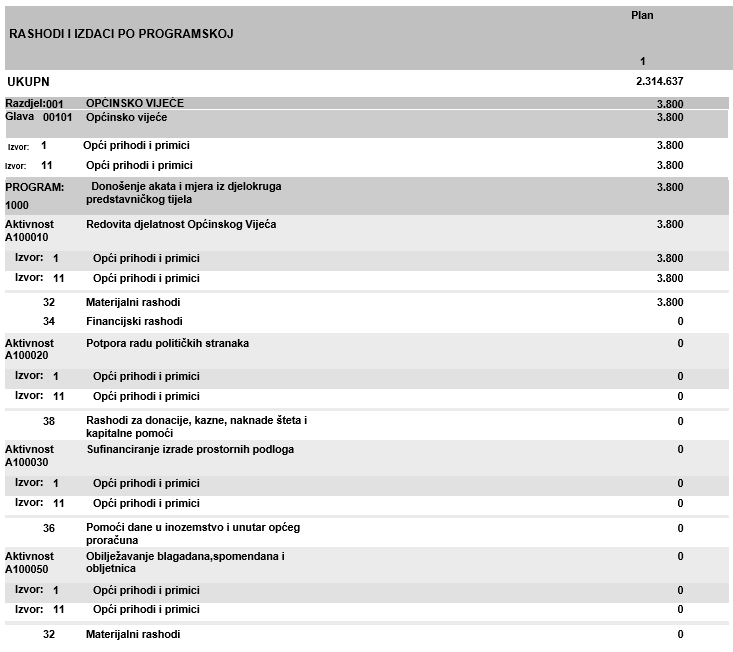 Plan
RASHODI I IZDACI PO PROGRAMSKOJ
1
UKUPN 2.314.637
Razdjel:001 OPĆINSKO VIJEĆE 3.800
Glava 00101 Općinsko vijeće 3.800
Izvor: 1 Opći prihodi i primici 3.800
Izvor: 11 Opći prihodi i primici 3.800
PROGRAM: Donošenje akata i mjera iz djelokruga 3.800
1000 predstavničkog tijela
Aktivnost Redovita djelatnost Općinskog Vijeća 3.800
A100010
Izvor: 1 Opći prihodi i primici 3.800
Izvor: 11 Opći prihodi i primici 3.800
32 Materijalni rashodi 3.800
34 Financijski rashodi 0
Aktivnost Potpora radu političkih stranaka 0
A100020
Izvor: 1 Opći prihodi i primici 0
Izvor: 11 Opći prihodi i primici 0
38 Rashodi za donacije, kazne, naknade šteta i 0
kapitalne pomoći
Aktivnost Sufinanciranje izrade prostornih podloga 0
A100030
Izvor: 1 Opći prihodi i primici 0
Izvor: 11 Opći prihodi i primici 0
36 Pomoći dane u inozemstvo i unutar općeg 0
proračuna
Aktivnost Obilježavanje blagadana,spomendana i 0
A100050 obljetnica
Izvor: 1 Opći prihodi i primici 0
Izvor: 11 Opći prihodi i primici 0
32 Materijalni rashodi 0